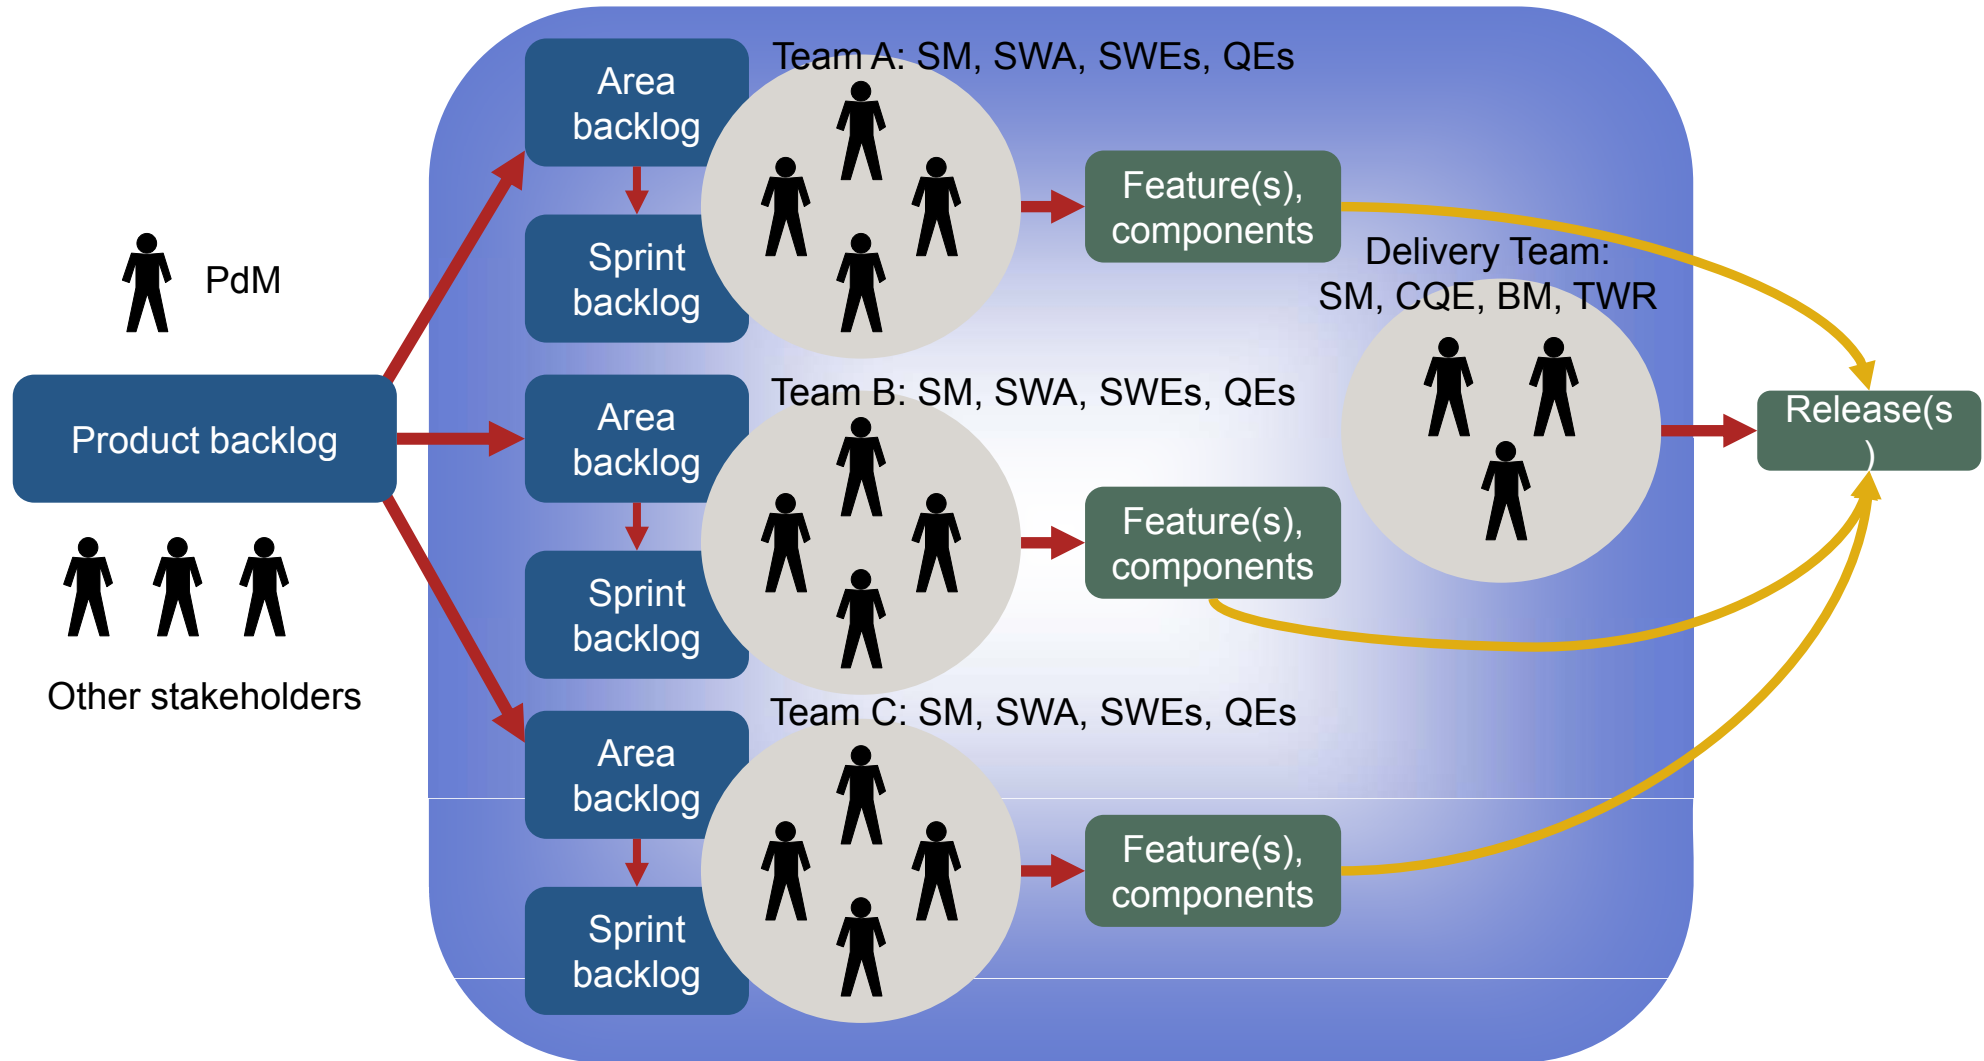 PdM
Product backlog
Other stakeholders
Team A: SM, SWA, SWEs, QEs
Area
backlog
Sprint
backlog
Feature(s),
components
Team B: SM, SWA, SWEs, QEs
Area
backlog
Sprint
backlog
Feature(s),
components
Team C: SM, SWA, SWEs, QEs
Area
backlog
Sprint
backlog
Feature(s),
components
Delivery Team:
SM, CQE, BM, TWR
Release(s
)